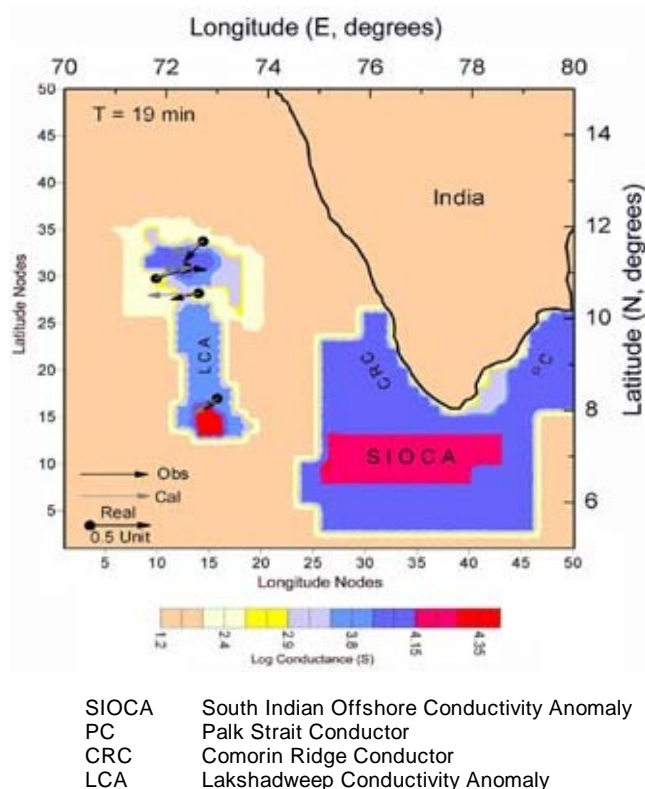 Longitude (E, degrees)
70 72 74 76 78 80
50
45
40
35
30
25
20
15
10
5
Latitude Nodes
T = 19 min
India
14
12
10
8
6
Latitude (N, degrees)
LCA
CRC
PC
SIOCA
Obs
Cal
Real
0.5 Unit
5 10 15 20 25 30 35 40 45 50
Longitude Nodes
1.2 2.4 2.9 3.8 4.15 4.35
Log Conductance (S)
SIOCA South Indian Offshore Conductivity Anomaly
PC Palk Strait Conductor
CRC Comorin Ridge Conductor
LCA Lakshadweep Conductivity Anomaly